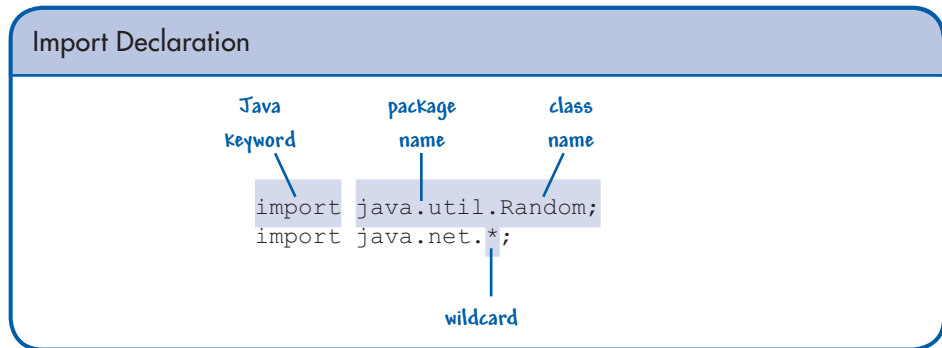 Import Declaration
Java package class
keyword name name
import java.util.Random;
import java.net.*;
wildcard